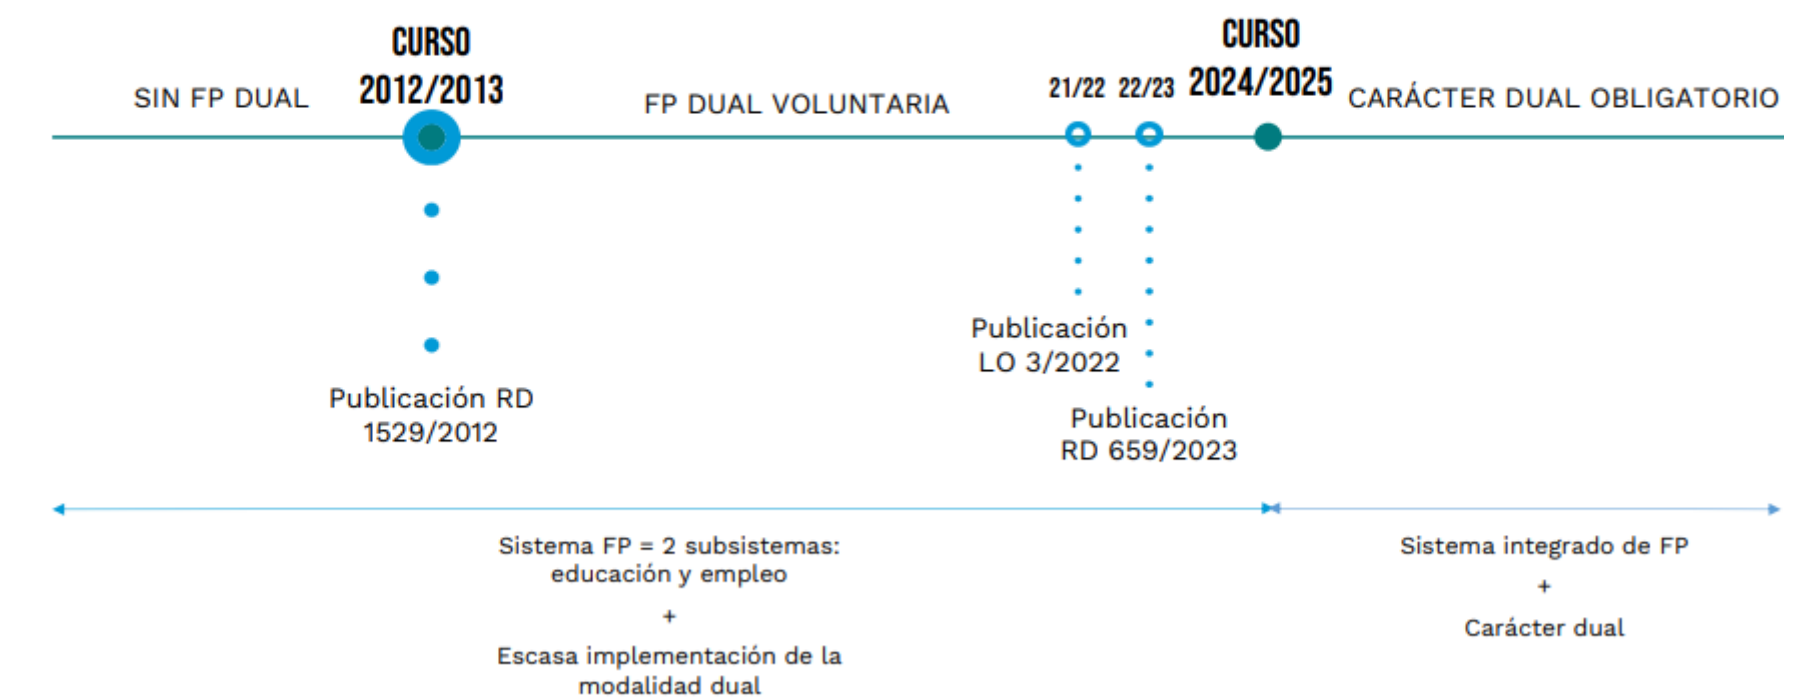 SIN FP DUAL
CURSO
2012/2013
FP DUAL VOLUNTARIA
21/22
22/23
CURSO
2024/2025
CARÁCTER DUAL OBLIGATORIO
Publicación RD
1529/2012
Publicación
LO 3/2022
Publicación
RD 659/2023
Sistema FP = 2 subsistemas:
educación y empleo
+
Escasa implementación de la
modalidad dual
Sistema integrado de FP
+
Carácter dual